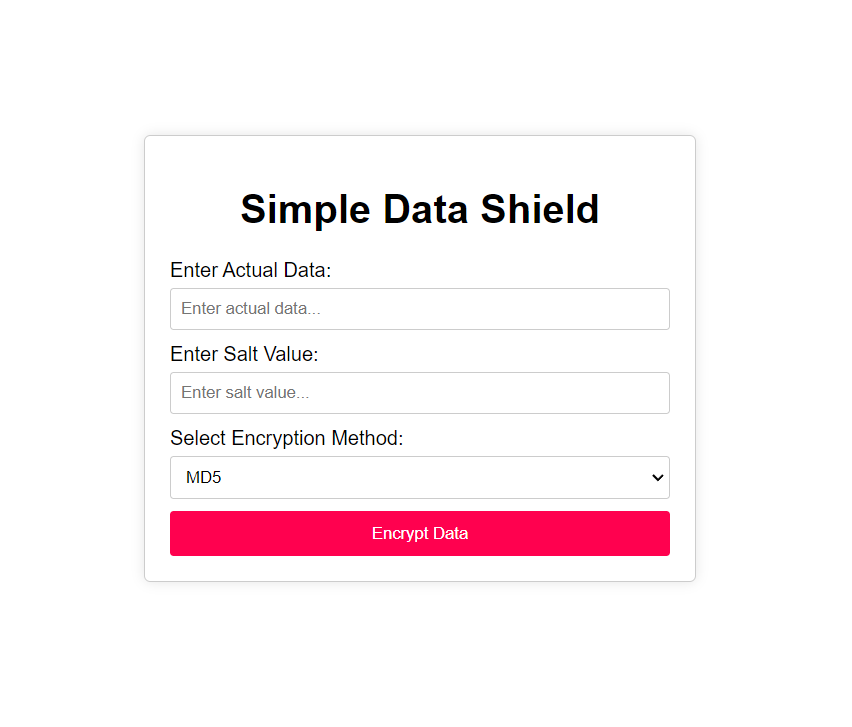 Simple Data Shield
Enter Actual Data:
Enter actual data...
Enter Salt Value:
Enter salt value...
Select Encryption Method:
MD5
Encrypt Data